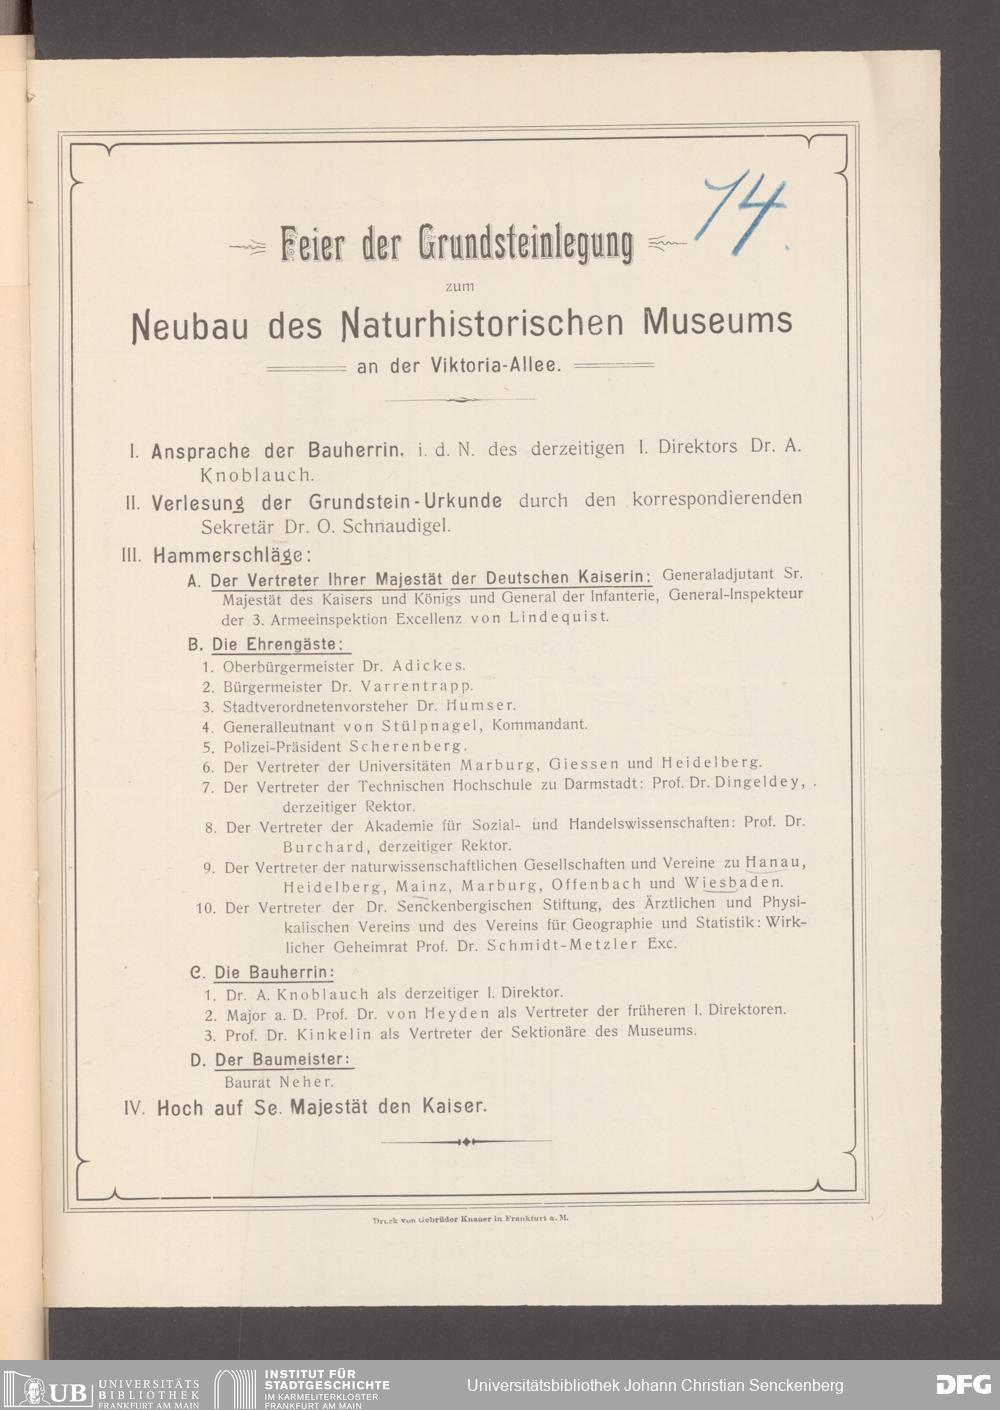 14.
Feier der Grundsteinlegung
zum
Neubau des Naturhistorischen Museums
an der Viktoria-Allee.
I. Ansprache der Bauherrin, i. d. N. des derzeitigen I. Direktors Dr. A.
Knoblauch.
II. Verlesung der Grundstein-Urkunde durch den korrespondierenden
Sekretär Dr. O. Schnaudigel.
III. Hammerschläge:
A. Der Vertreter Ihrer Majestät der Deutschen Kaiserin: Generaladjutant Sr.
Majestät des Kaisers und Königs und General der Infanterie, General-Inspekteur
der 3. Armeeinspektion Excellenz von Lindequist.
B. Die Ehrengäste:
1. Oberbürgermeister Dr. Adickes.
2. Bürgermeister Dr. Varrentrapp.
3. Stadtverordnetenvorsteher Dr. Humser.
4. Generalleutnant von Stülpnagel, Kommandant.
5. Polizei-Präsident Scherenberg.
6. Der Vertreter der Universitäten Marburg, Giessen und Heidelberg.
7. Der Vertreter der Technischen Hochschule zu Darmstadt: Prof. Dr. Dingeldey,
derzeitiger Rektor.
8. Der Vertreter der Akademie für Sozial- und Handelswissenschaften: Prof. Dr.
Burchard, derzeitiger Rektor.
9. Der Vertreter der naturwissenschaftlichen Gesellschaften und Vereine zu Hanau,
Heidelberg, Mainz, Marburg, Offenbach und Wiesbaden.
10. Der Vertreter der Dr. Senckenbergischen Stiftung, des Ärztlichen und Physi-
kalischen Vereins und des Vereins für Geographie und Statistik: Wirk-
licher Geheimrat Prof. Dr. Schmidt-Metzler Exc.
C. Die Bauherrin:
1. Dr. A. Knoblauch als derzeitiger I. Direktor.
2. Major a. D. Prof. Dr. von Heyden als Vertreter der früheren I. Direktoren.
3. Prof. Dr. Kinkelin als Vertreter der Sektionäre des Museums.
D. Der Baumeister:
Baurat Neher.
IV. Hoch auf Se. Majestät den Kaiser.
Druck von Gebrüder Knauer in Frankfurt a. M.
UB UNIVERSITÄTS
BIBLIOTHEK
FRANKFURT AM MAIN
INSTITUT FÜR
STADTGESCHICHTE
IM KARMELITERKLOSTER
FRANKFURT AM MAIN
Universitätsbibliothek Johann Christian Senckenberg
DFG